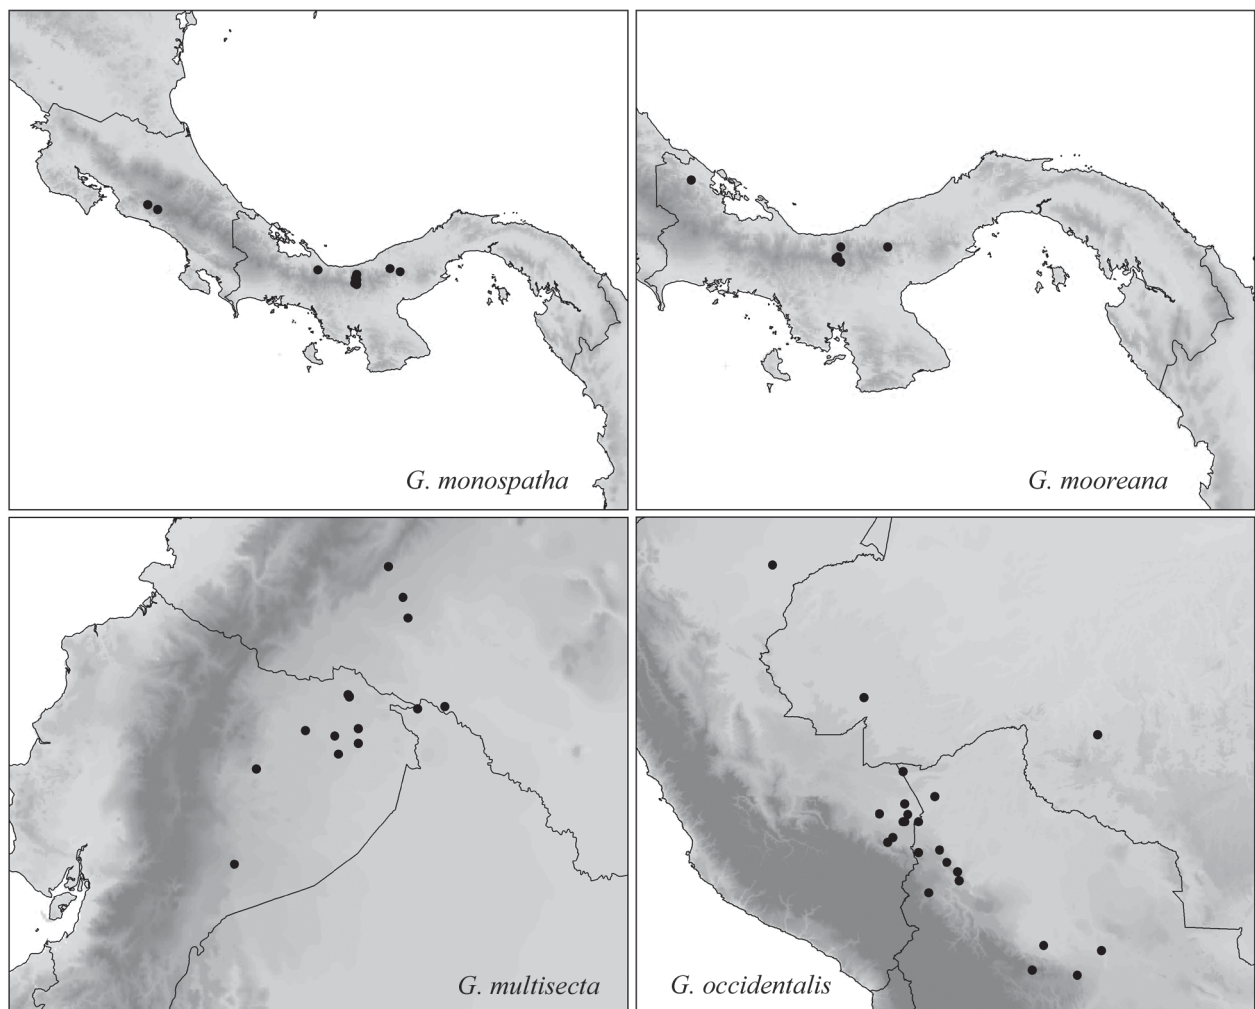 G. monospatha
G. mooreana
G. multisecta
G. occidentalis